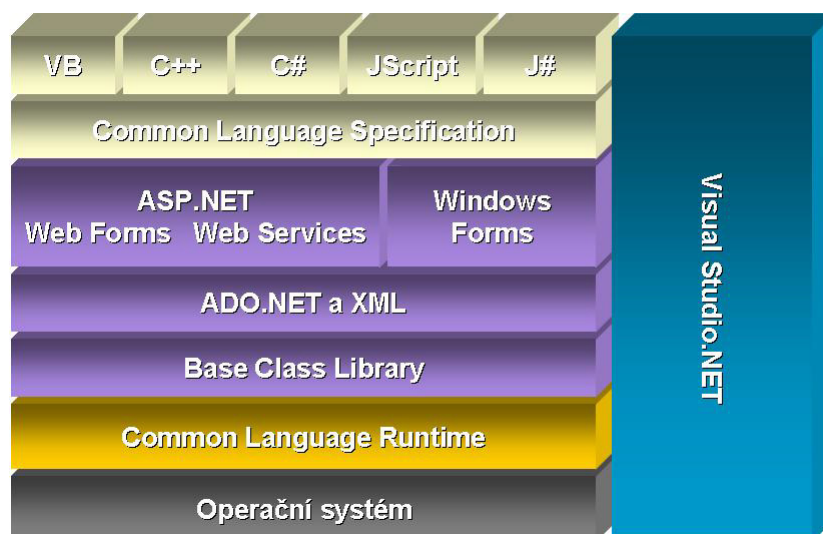 VB C++ C# JScript J#
Common Language Specification
ASP.NET
Web Forms Web Services
Windows
Forms
ADO.NET a XML
Base Class Library
Common Language Runtime
Operační systém
Visual Studio.NET